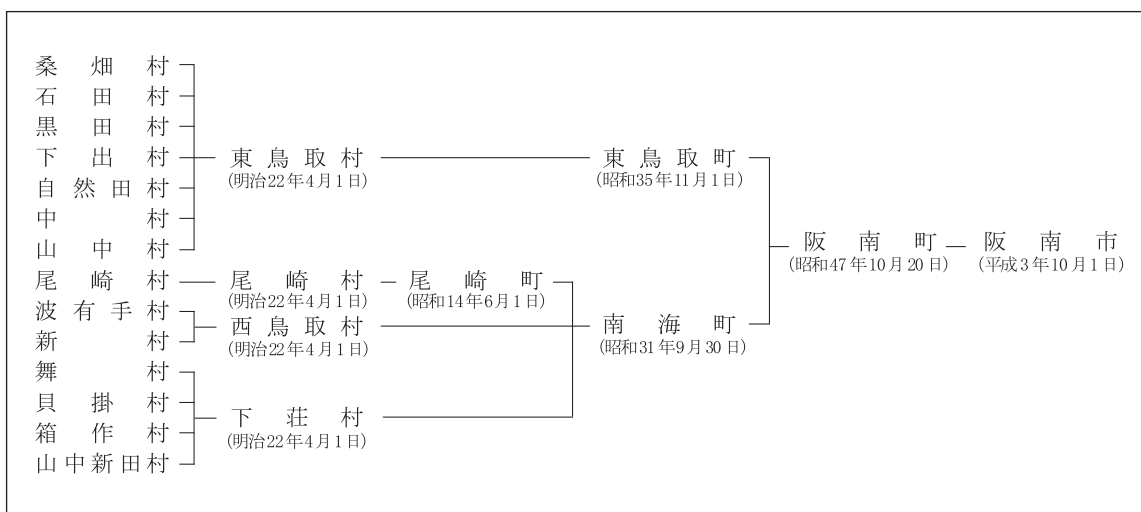 桑畑村
石田村
黒田村
下出村
東鳥取村
(明治22年4月1日)
東鳥取町
(昭和35年11月1日)
自然田村
中村
山中村
阪南町
(昭和47年10月20日)
阪南市
(平成3年10月1日)
尾崎村
尾崎村
(明治22年4月1日)
尾崎町
(昭和14年6月1日)
波有手村
西鳥取村
(明治22年4月1日)
南海町
(昭和31年9月30日)
新村
舞村
貝掛村
下荘村
(明治22年4月1日)
箱作村
山中新田村